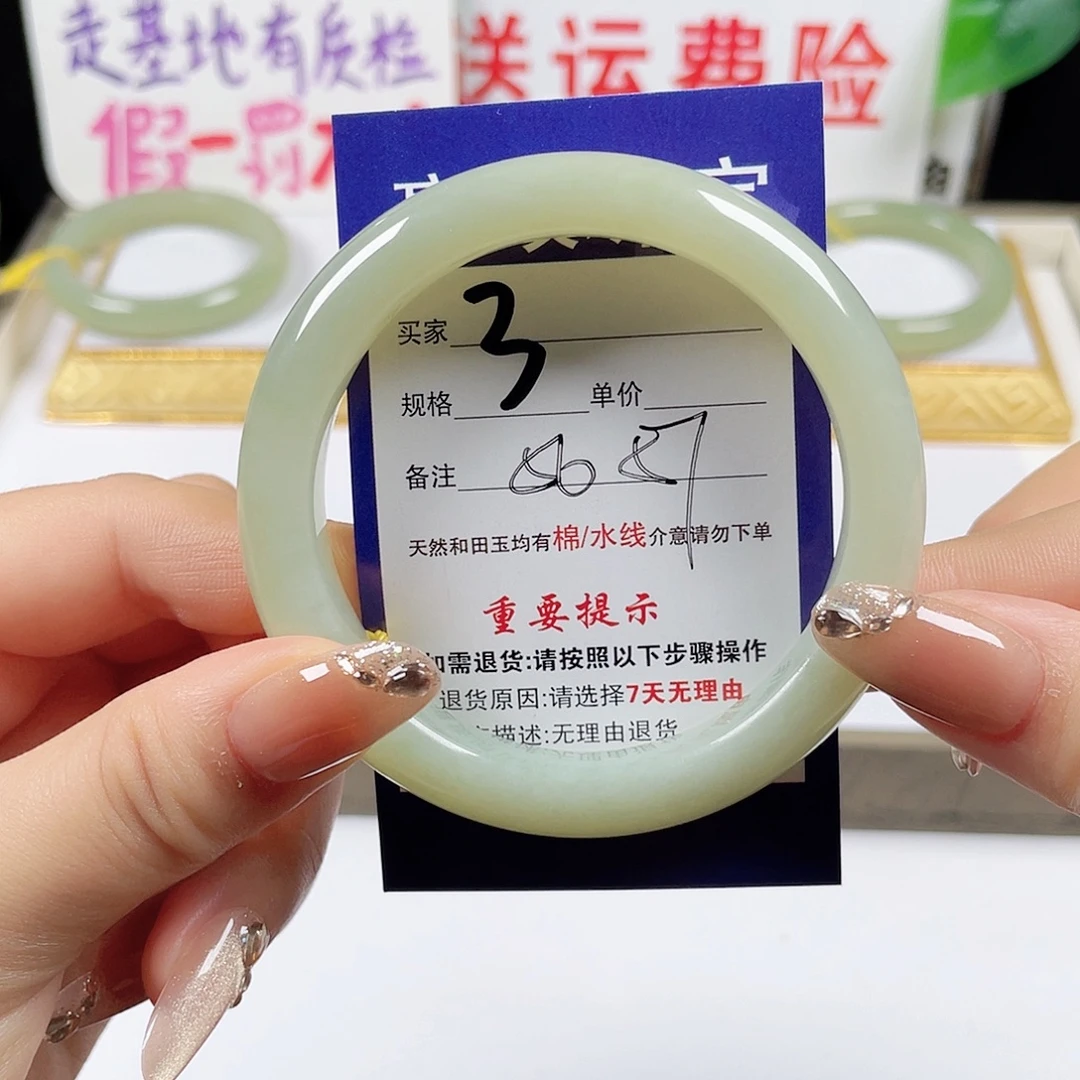 走基地有质检
假一罚
送运费险
买家 3
规格 单价
备注
天然和田玉均有棉/水线介意请勿下单
重要提示
如需退货:请按照以下步骤操作
退货原因:请选择7天无理由
描述:无理由退货